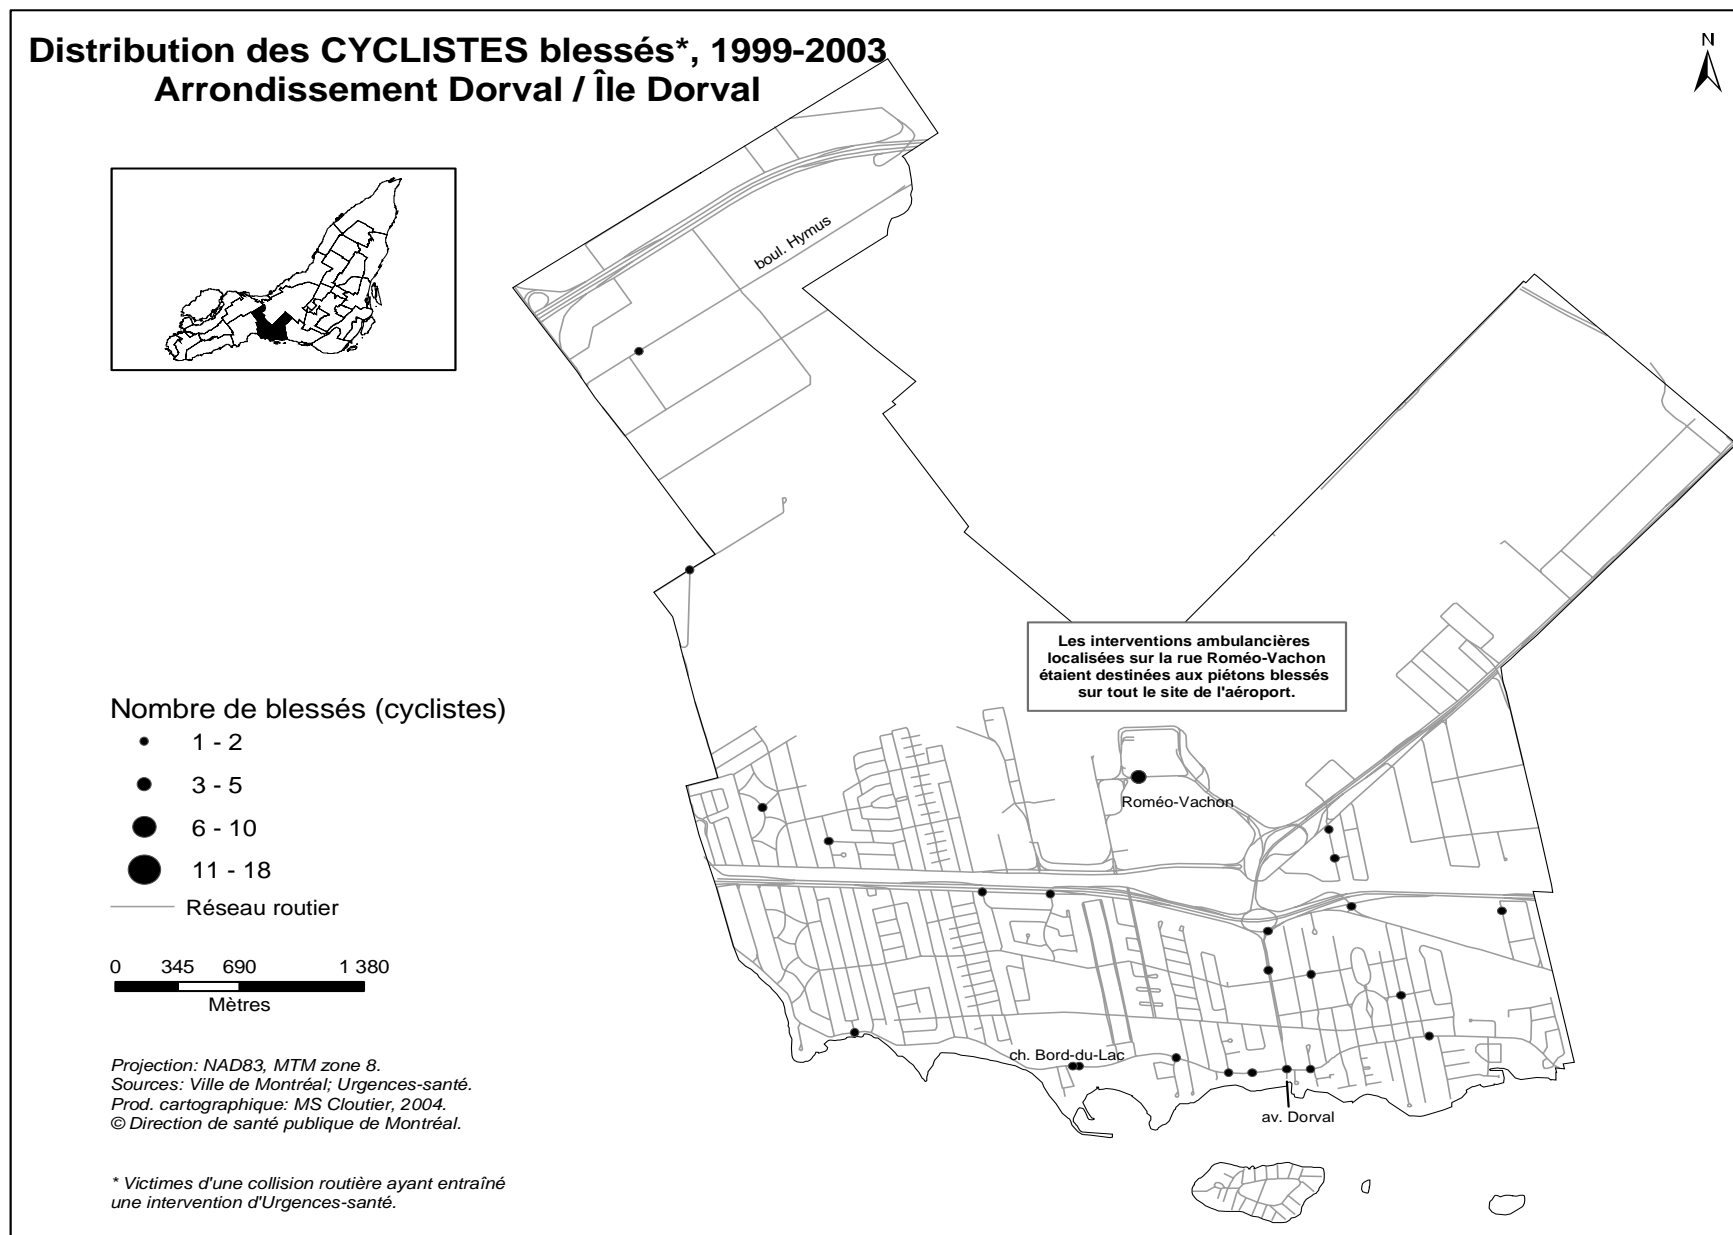 Distribution des CYCLISTES blessés*, 1999-2003
Arrondissement Dorval / Île Dorval
N
boul. Hymus
Les interventions ambulancières
localisées sur la rue Roméo-Vachon
étaient destinées aux piétons blessés
sur tout le site de l'aéroport.
Nombre de blessés (cyclistes)
1 - 2
3 - 5
6 - 10
11 - 18
Réseau routier
0 345 690 1 380
Mètres
Roméo-Vachon
ch. Bord-du-Lac
av. Dorval
Projection: NAD83, MTM zone 8.
Sources: Ville de Montréal; Urgences-santé.
Prod. cartographique: MS Cloutier, 2004.
© Direction de santé publique de Montréal.
* Victimes d'une collision routière ayant entraîné
une intervention d'Urgences-santé.